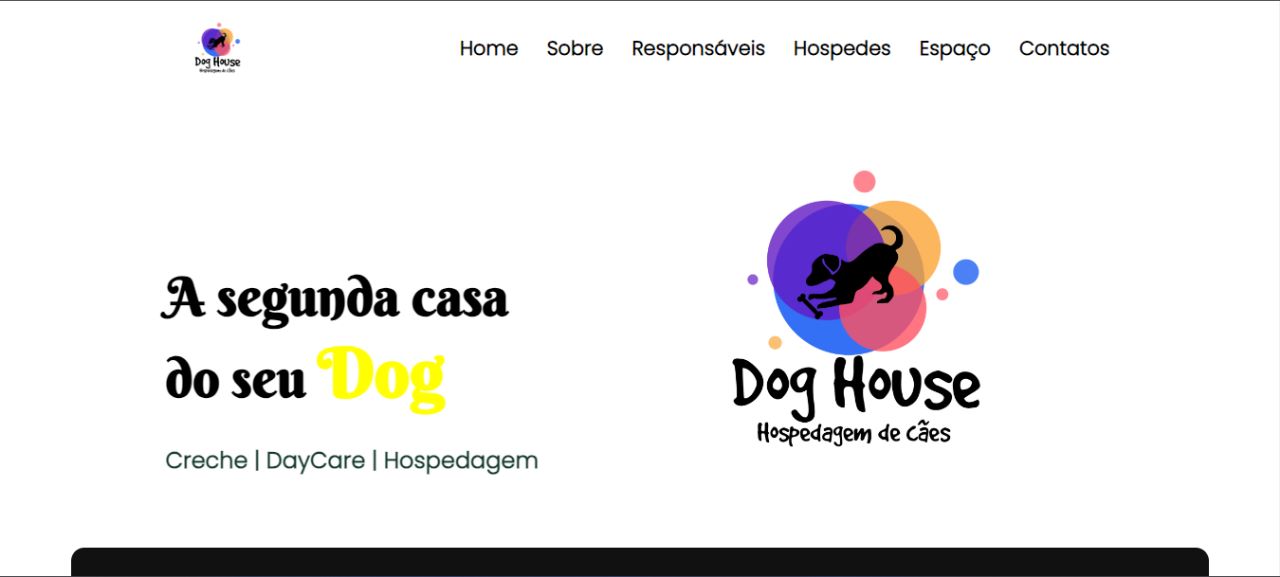 Dog House
Hospedagem de Cães
Home Sobre Responsáveis Hospedes Espaço Contatos
A segunda casa
do seu Dog
Creche | DayCare | Hospedagem
Dog House
Hospedagem de Cães